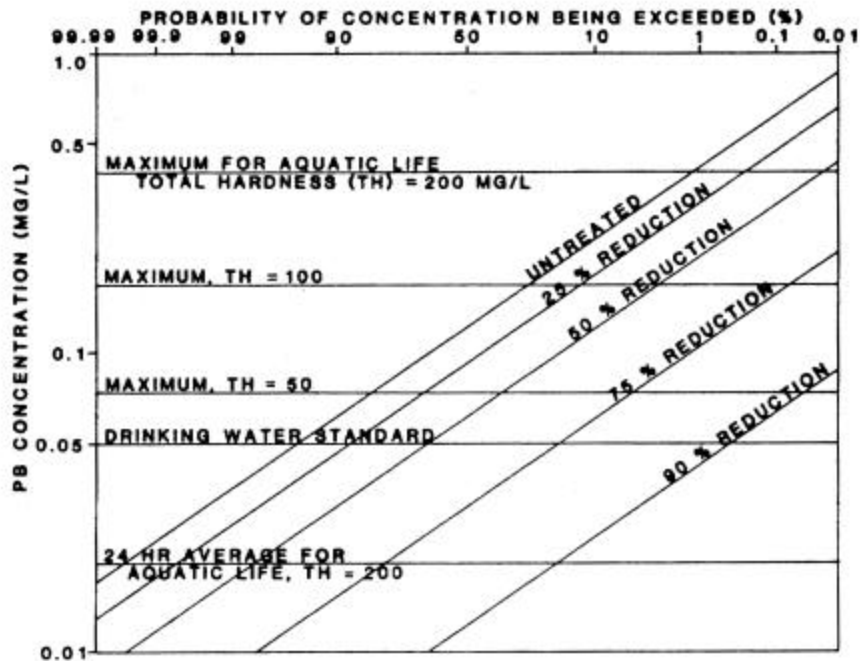 PROBABILITY OF CONCENTRATION BEING EXCEEDED (%)
99.99 99.9 99 90 50 10 1 0.1 0.01
1.0
0.5
MAXIMUM FOR AQUATIC LIFE
TOTAL HARDNESS (TH) = 200 MG/L
UNTREATED
25 % REDUCTION
50 % REDUCTION
MAXIMUM, TH = 100
75 % REDUCTION
0.1
MAXIMUM, TH = 50
90 % REDUCTION
DRINKING WATER STANDARD
0.05
24 HR AVERAGE FOR
AQUATIC LIFE, TH = 200
0.01
PB CONCENTRATION (MG/L)